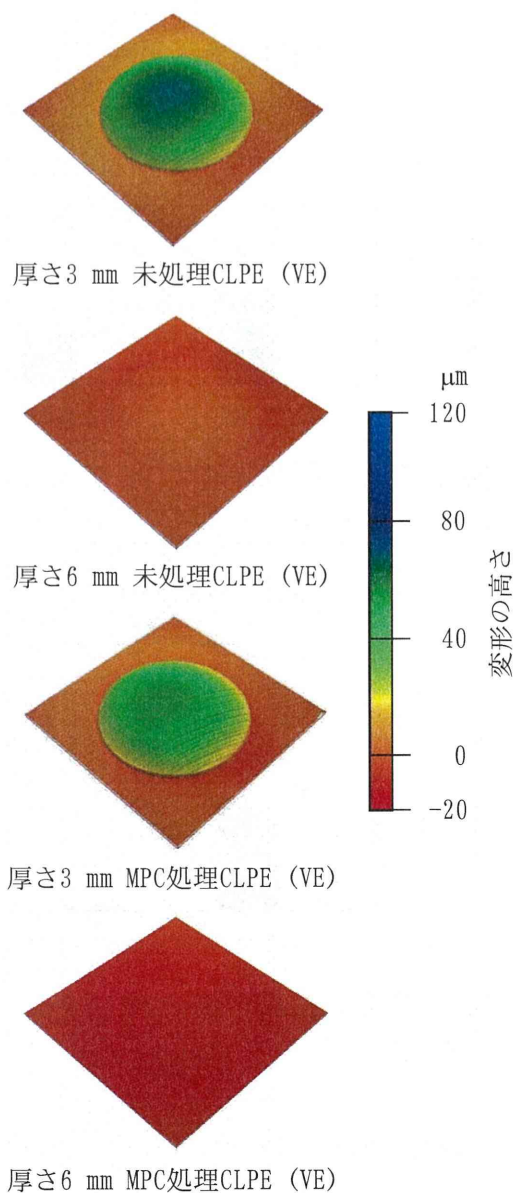 厚さ3 mm 未処理CLPE (VE)
厚さ6 mm 未処理CLPE (VE)
μm
120
80
40
0
-20
変形の高さ
厚さ3 mm MPC処理CLPE (VE)
厚さ6 mm MPC処理CLPE (VE)